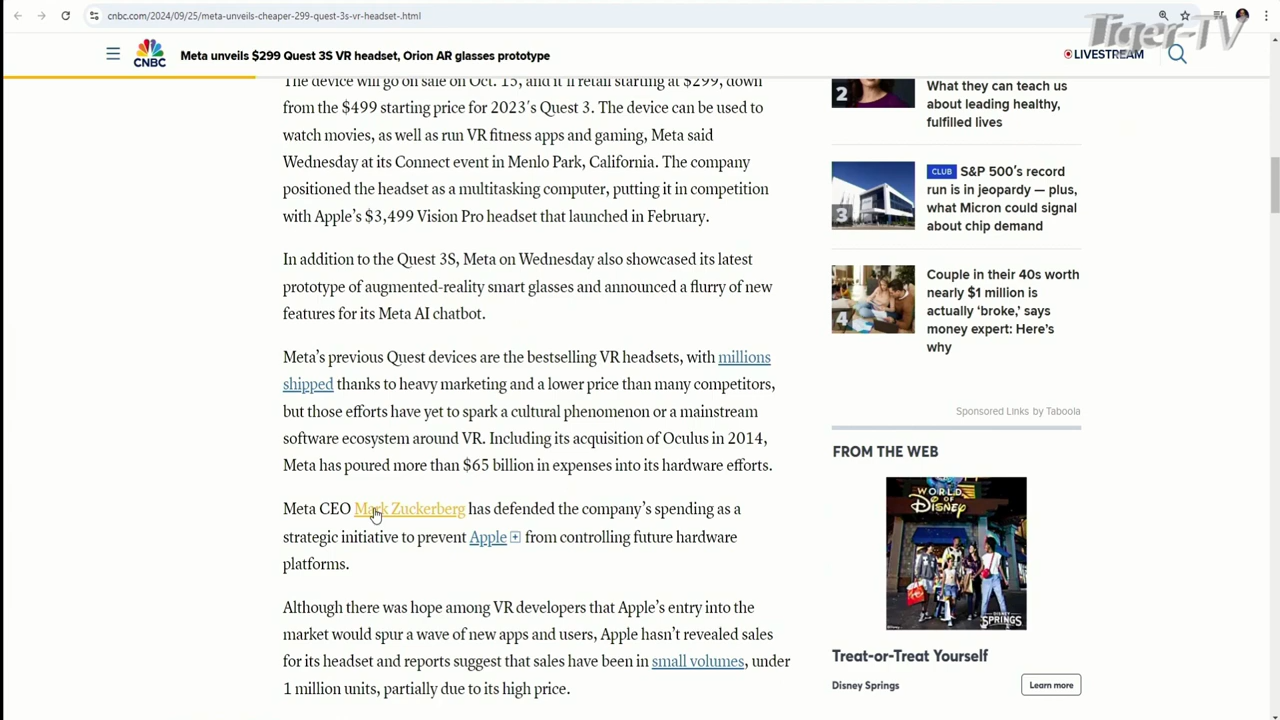 cnbc.com/2024/09/25/meta-unveils-cheaper-299-quest-3s-vr-headset-.html
Tiger-TV
CNBC
Meta unveils $299 Quest 3S VR headset, Orion AR glasses prototype
LIVESTREAM
The device will go on sale on Oct. 15, and it'll retail starting at $299, down
from the $499 starting price for 2023's Quest 3. The device can be used to
watch movies, as well as run VR fitness apps and gaming, Meta said
Wednesday at its Connect event in Menlo Park, California. The company
positioned the headset as a multitasking computer, putting it in competition
with Apple's $3,499 Vision Pro headset that launched in February.
In addition to the Quest 3S, Meta on Wednesday also showcased its latest
prototype of augmented-reality smart glasses and announced a flurry of new
features for its Meta AI chatbot.
Meta's previous Quest devices are the bestselling VR headsets, with millions
shipped thanks to heavy marketing and a lower price than many competitors,
but those efforts have yet to spark a cultural phenomenon or a mainstream
software ecosystem around VR. Including its acquisition of Oculus in 2014,
Meta has poured more than $65 billion in expenses into its hardware efforts.
Meta CEO Mark Zuckerberg has defended the company's spending as a
strategic initiative to prevent Apple from controlling future hardware
platforms.
Although there was hope among VR developers that Apple's entry into the
market would spur a wave of new apps and users, Apple hasn't revealed sales
for its headset and reports suggest that sales have been in small volumes, under
1 million units, partially due to its high price.
2
What they can teach us
about leading healthy,
fulfilled lives
3
CLUB S&P 500's record
run is in jeopardy — plus,
what Micron could signal
about chip demand
4
Couple in their 40s worth
nearly $1 million is
actually 'broke,' says
money expert: Here's
why
Sponsored Links by Taboola
FROM THE WEB
WORLD OF
DISNEY
DISNEY
SPRINGS
Treat-or-Treat Yourself
Disney Springs
Learn more